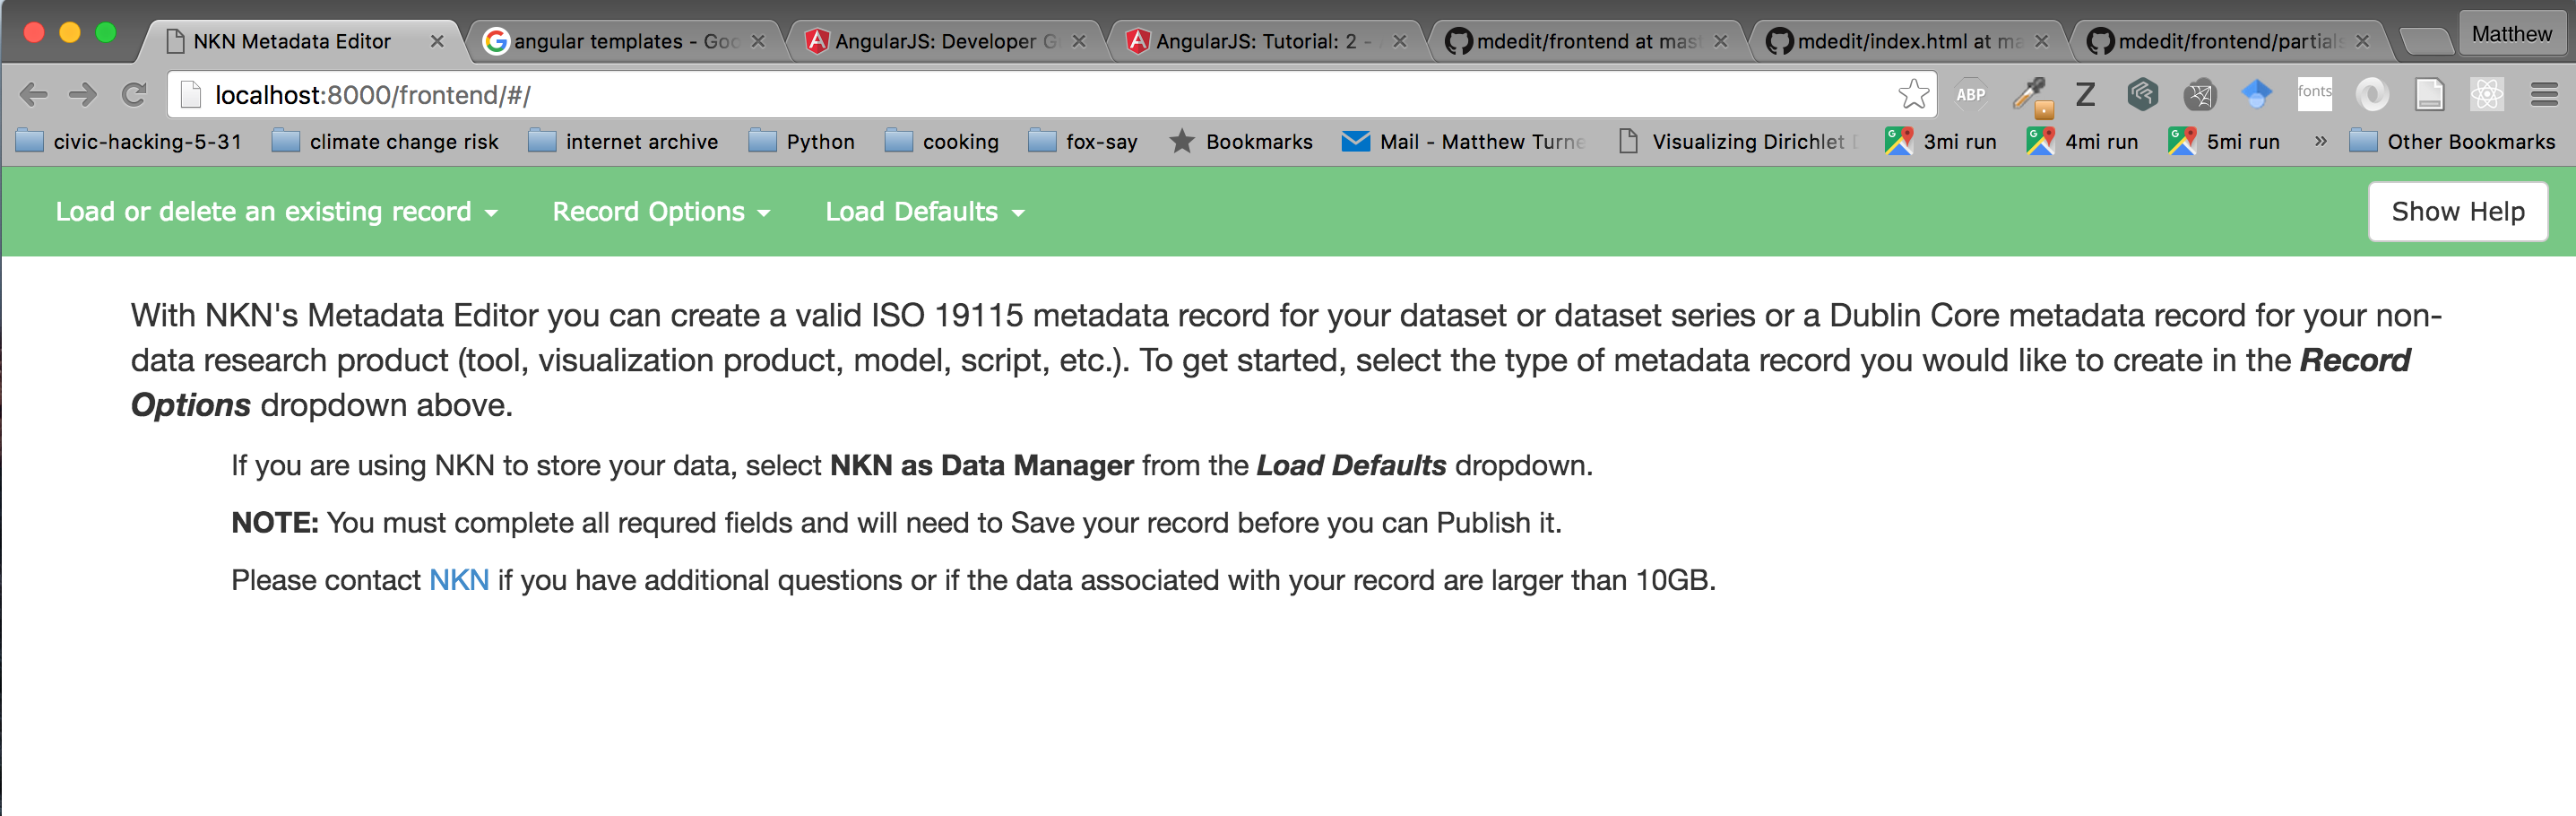 NKN Metadata Editor
angular templates - Goo
AngularJS: Developer G
AngularJS: Tutorial: 2 -
mdedit/frontend at mast
mdedit/index.html at ma
mdedit/frontend/partials
Matthew
localhost:8000/frontend/#/
ABP
Z
fonts
civic-hacking-5-31
climate change risk
internet archive
Python
cooking
fox-say
Bookmarks
Mail - Matthew Turne
Visualizing Dirichlet
3mi run
4mi run
5mi run
»
Other Bookmarks
Load or delete an existing record
Record Options
Load Defaults
Show Help
With NKN's Metadata Editor you can create a valid ISO 19115 metadata record for your dataset or dataset series or a Dublin Core metadata record for your non-
data research product (tool, visualization product, model, script, etc.). To get started, select the type of metadata record you would like to create in the Record
Options dropdown above.
If you are using NKN to store your data, select NKN as Data Manager from the Load Defaults dropdown.
NOTE: You must complete all requred fields and will need to Save your record before you can Publish it.
Please contact NKN if you have additional questions or if the data associated with your record are larger than 10GB.